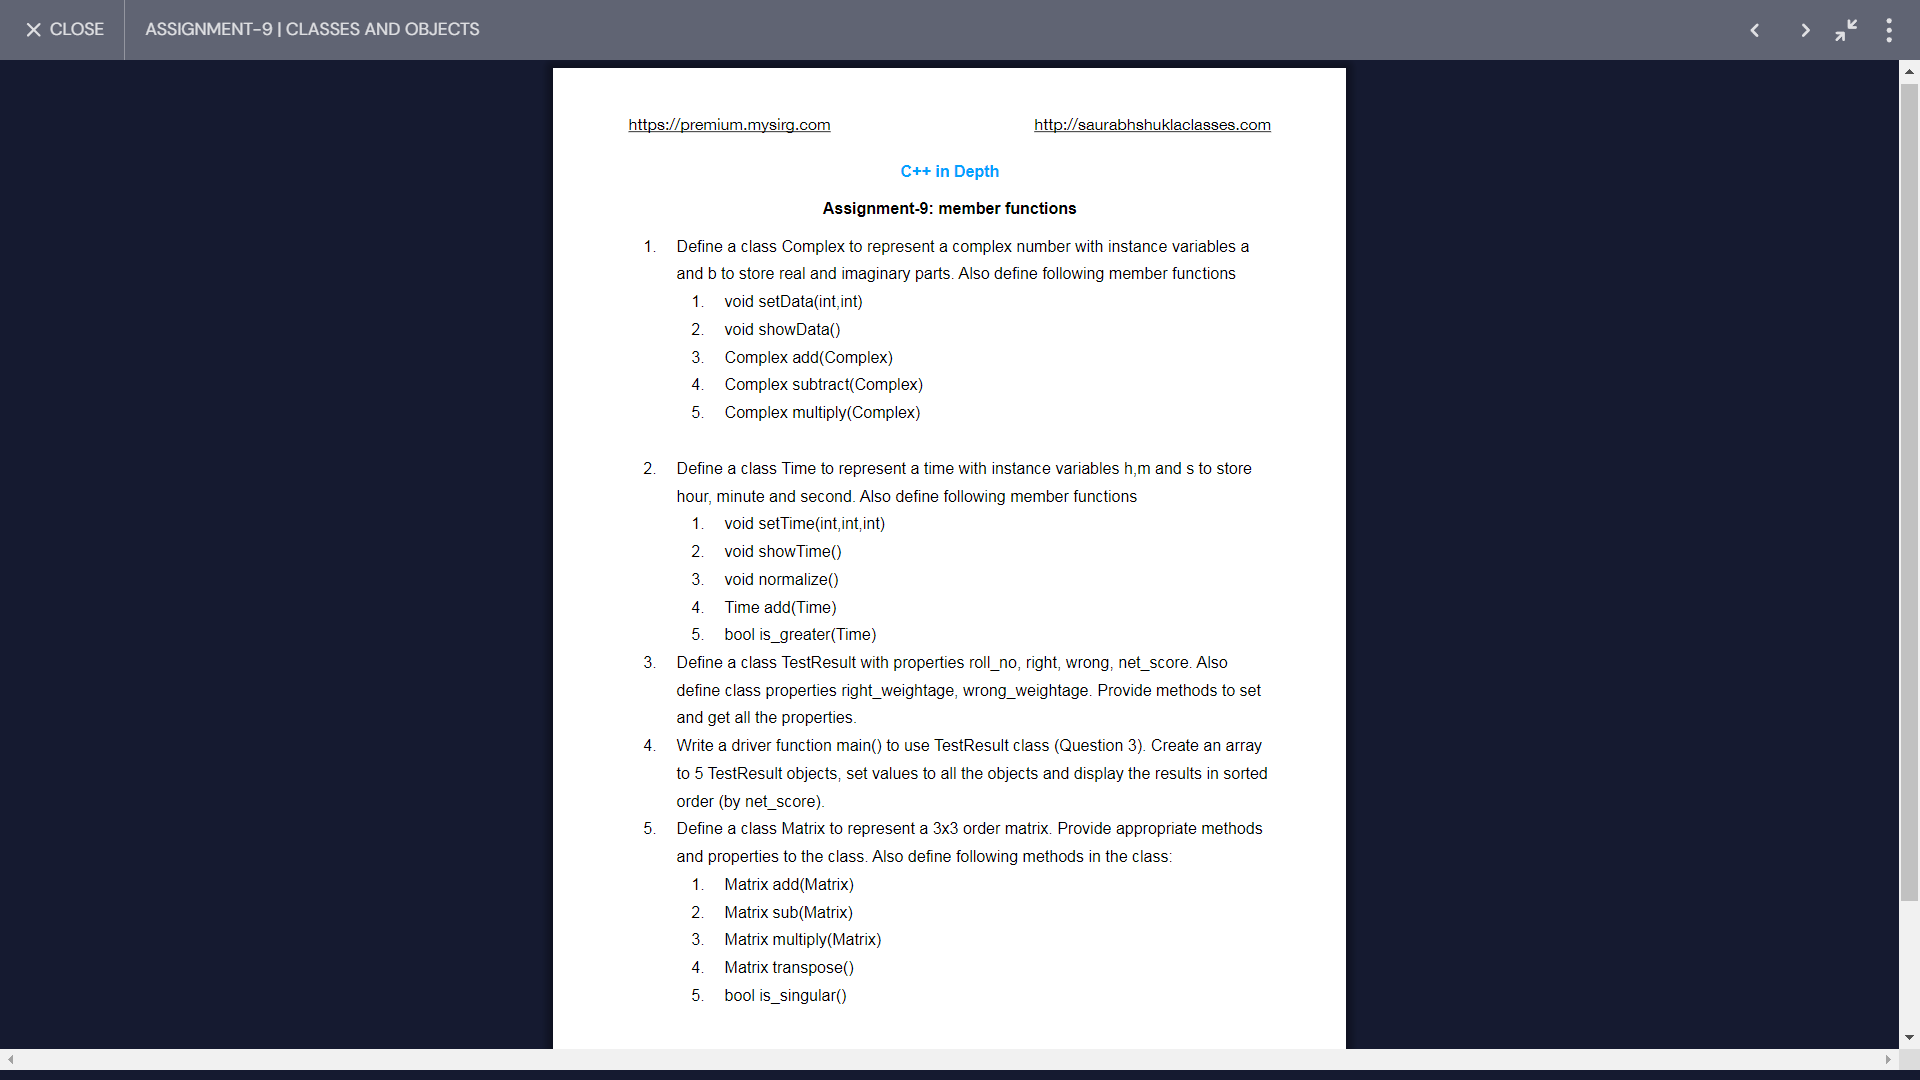 CLOSE
ASSIGNMENT-9 | CLASSES AND OBJECTS
https://premium.mysirg.com
http://saurabhshuklaclasses.com
C++ in Depth
Assignment-9: member functions
1. Define a class Complex to represent a complex number with instance variables a
and b to store real and imaginary parts. Also define following member functions
1. void setData(int,int)
2. void showData()
3. Complex add(Complex)
4. Complex subtract(Complex)
5. Complex multiply(Complex)
2. Define a class Time to represent a time with instance variables h,m and s to store
hour, minute and second. Also define following member functions
1. void setTime(int,int,int)
2. void showTime()
3. void normalize()
4. Time add(Time)
5. bool is_greater(Time)
3. Define a class TestResult with properties roll_no, right, wrong, net_score. Also
define class properties right_weightage, wrong_weightage. Provide methods to set
and get all the properties.
4. Write a driver function main() to use TestResult class (Question 3). Create an array
to 5 TestResult objects, set values to all the objects and display the results in sorted
order (by net_score).
5. Define a class Matrix to represent a 3x3 order matrix. Provide appropriate methods
and properties to the class. Also define following methods in the class:
1. Matrix add(Matrix)
2. Matrix sub(Matrix)
3. Matrix multiply(Matrix)
4. Matrix transpose()
5. bool is_singular()